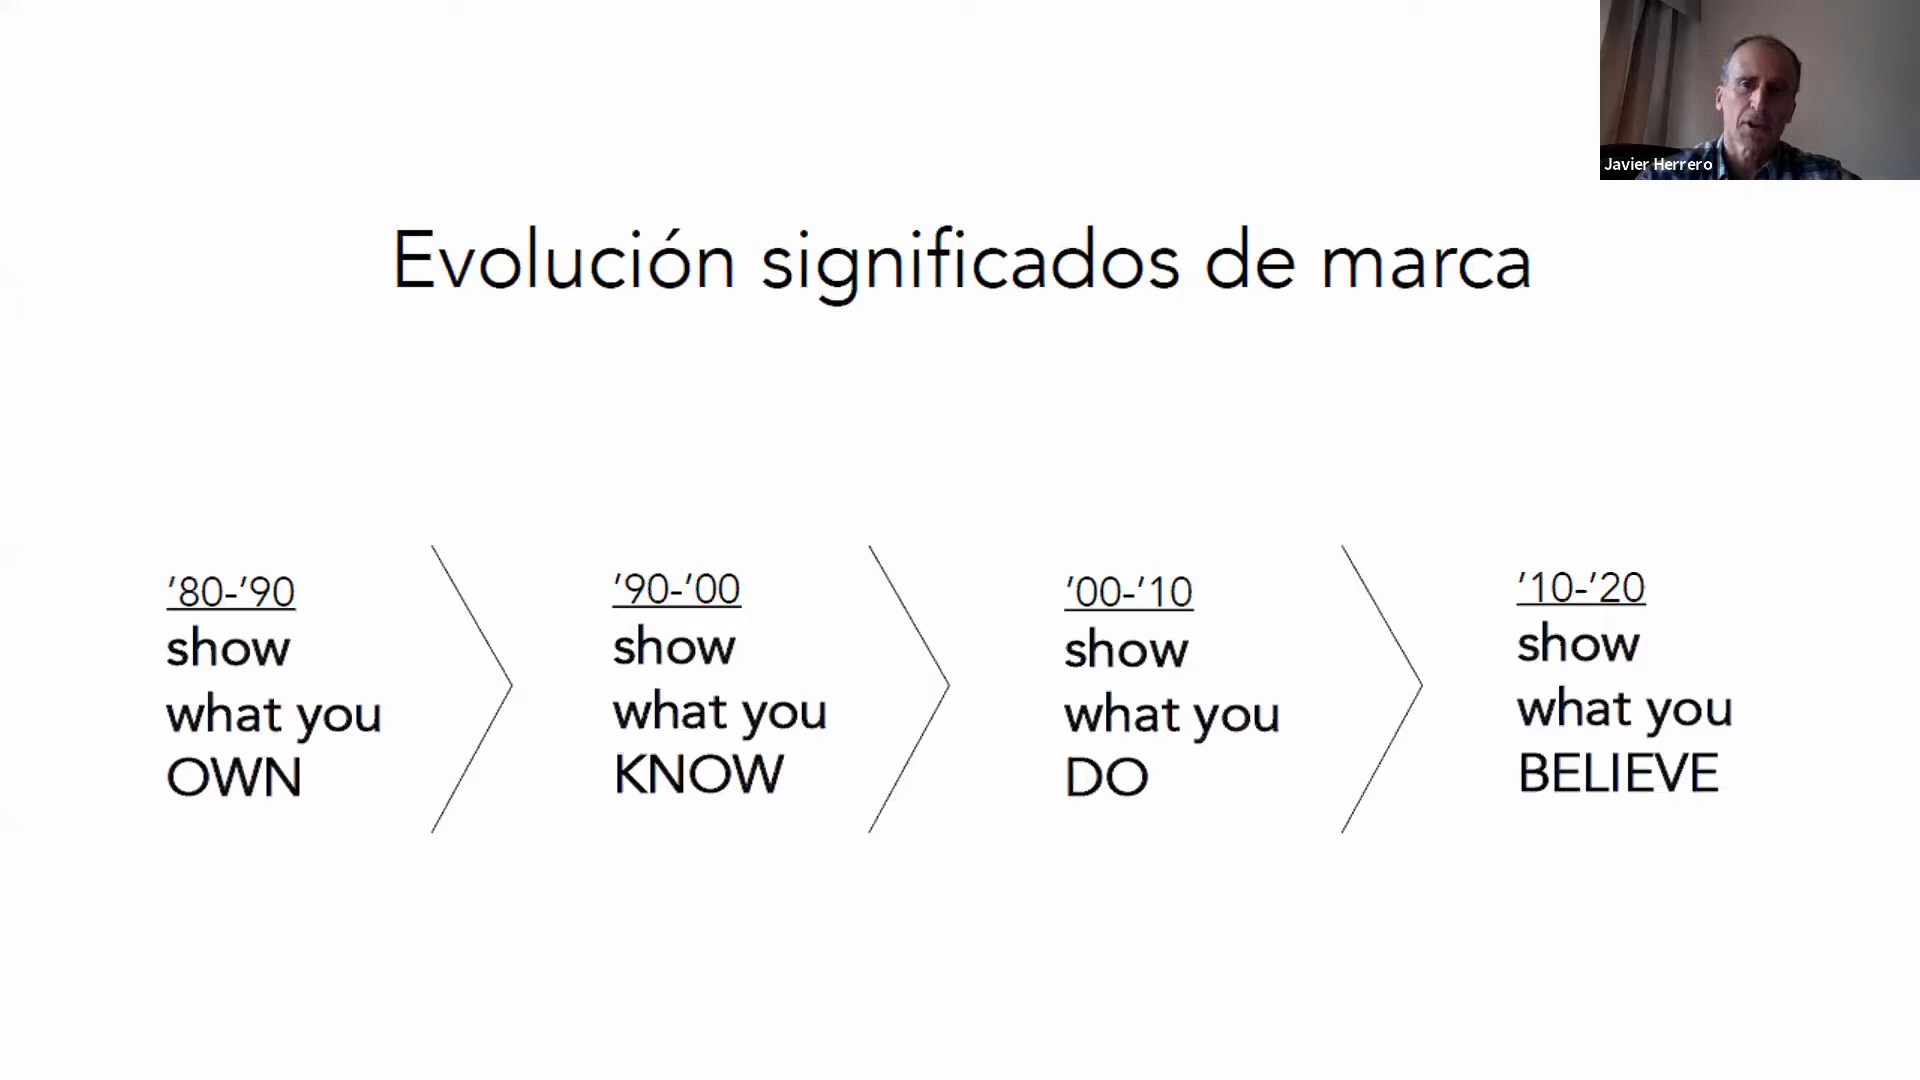 Javier Herrero
Evolución significados de marca
’80-’90
show
what you
OWN
’90-’00
show
what you
KNOW
’00-’10
show
what you
DO
’10-’20
show
what you
BELIEVE